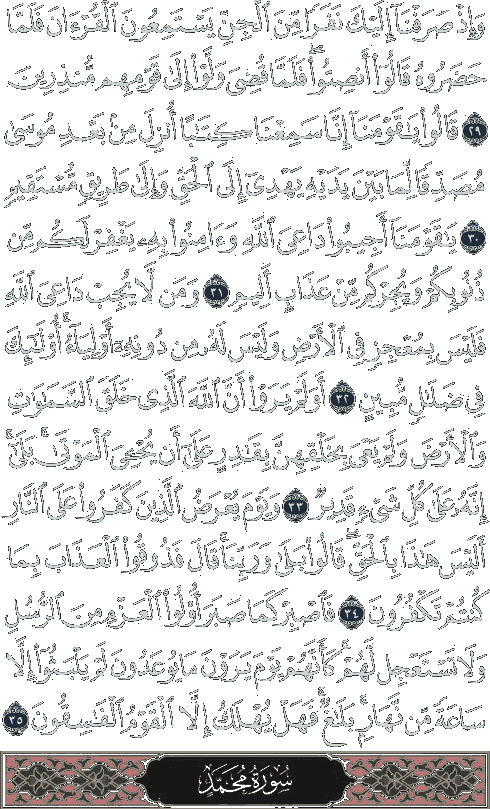 وَإِذْ صَرَفْنَآ إِلَيْكَ نَفَرًا مِّنَ ٱلْجِنِّ يَسْتَمِعُونَ ٱلْقُرْءَانَ فَلَمَّا
حَضَرُوهُ قَالُوٓا۟ أَنصِتُوا۟ ۖ فَلَمَّا قُضِىَ وَلَّوْا۟ إِلَىٰ قَوْمِهِم مُّنذِرِينَ
٢٩ قَالُوا۟ يَـٰقَوْمَنَآ إِنَّا سَمِعْنَا كِتَـٰبًا أُنزِلَ مِنۢ بَعْدِ مُوسَىٰ
مُصَدِّقًا لِّمَا بَيْنَ يَدَيْهِ يَهْدِىٓ إِلَى ٱلْحَقِّ وَإِلَىٰ طَرِيقٍ مُّسْتَقِيمٍ
٣٠ يَـٰقَوْمَنَآ أَجِيبُوا۟ دَاعِىَ ٱللَّهِ وَءَامِنُوا۟ بِهِۦ يَغْفِرْ لَكُم مِّن
ذُنُوبِكُمْ وَيُجِرْكُم مِّنْ عَذَابٍ أَلِيمٍ ٣١ وَمَن لَّا يُجِبْ دَاعِىَ ٱللَّهِ
فَلَيْسَ بِمُعْجِزٍ فِى ٱلْأَرْضِ وَلَيْسَ لَهُۥ مِن دُونِهِۦٓ أَوْلِيَآءُ ۚ أُو۟لَـٰٓئِكَ
فِى ضَلَـٰلٍ مُّبِينٍ ٣٢ أَوَلَمْ يَرَوْا۟ أَنَّ ٱللَّهَ ٱلَّذِى خَلَقَ ٱلسَّمَـٰوَٰتِ
وَٱلْأَرْضَ وَلَمْ يَعْىَ بِخَلْقِهِنَّ بِقَـٰدِرٍ عَلَىٰٓ أَن يُحْـِۧىَ ٱلْمَوْتَىٰ ۚ بَلَىٰٓ
إِنَّهُۥ عَلَىٰ كُلِّ شَىْءٍ قَدِيرٌ ٣٣ وَيَوْمَ يُعْرَضُ ٱلَّذِينَ كَفَرُوا۟ عَلَى ٱلنَّارِ
أَلَيْسَ هَـٰذَا بِٱلْحَقِّ ۖ قَالُوا۟ بَلَىٰ وَرَبِّنَا ۚ قَالَ فَذُوقُوا۟ ٱلْعَذَابَ بِمَا
كُنتُمْ تَكْفُرُونَ ٣٤ فَٱصْبِرْ كَمَا صَبَرَ أُو۟لُوا۟ ٱلْعَزْمِ مِنَ ٱلرُّسُلِ
وَلَا تَسْتَعْجِل لَّهُمْ ۚ كَأَنَّهُمْ يَوْمَ يَرَوْنَ مَا يُوعَدُونَ لَمْ يَلْبَثُوٓا۟ إِلَّا
سَاعَةً مِّن نَّهَارٍۭ ۚ بَلَـٰغٌ ۚ فَهَلْ يُهْلَكُ إِلَّا ٱلْقَوْمُ ٱلْفَـٰسِقُونَ ٣٥
سُورَةُ مُحَمَّدٍ